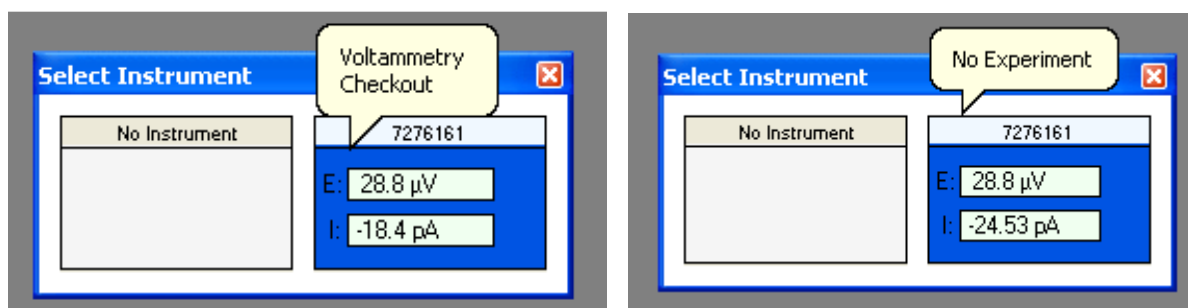 Voltammetry
Checkout
Select Instrument
No Instrument
7276161
E: 28.8 µV
I: -18.4 pA
No Experiment
Select Instrument
No Instrument
7276161
E: 28.8 µV
I: -24.53 pA